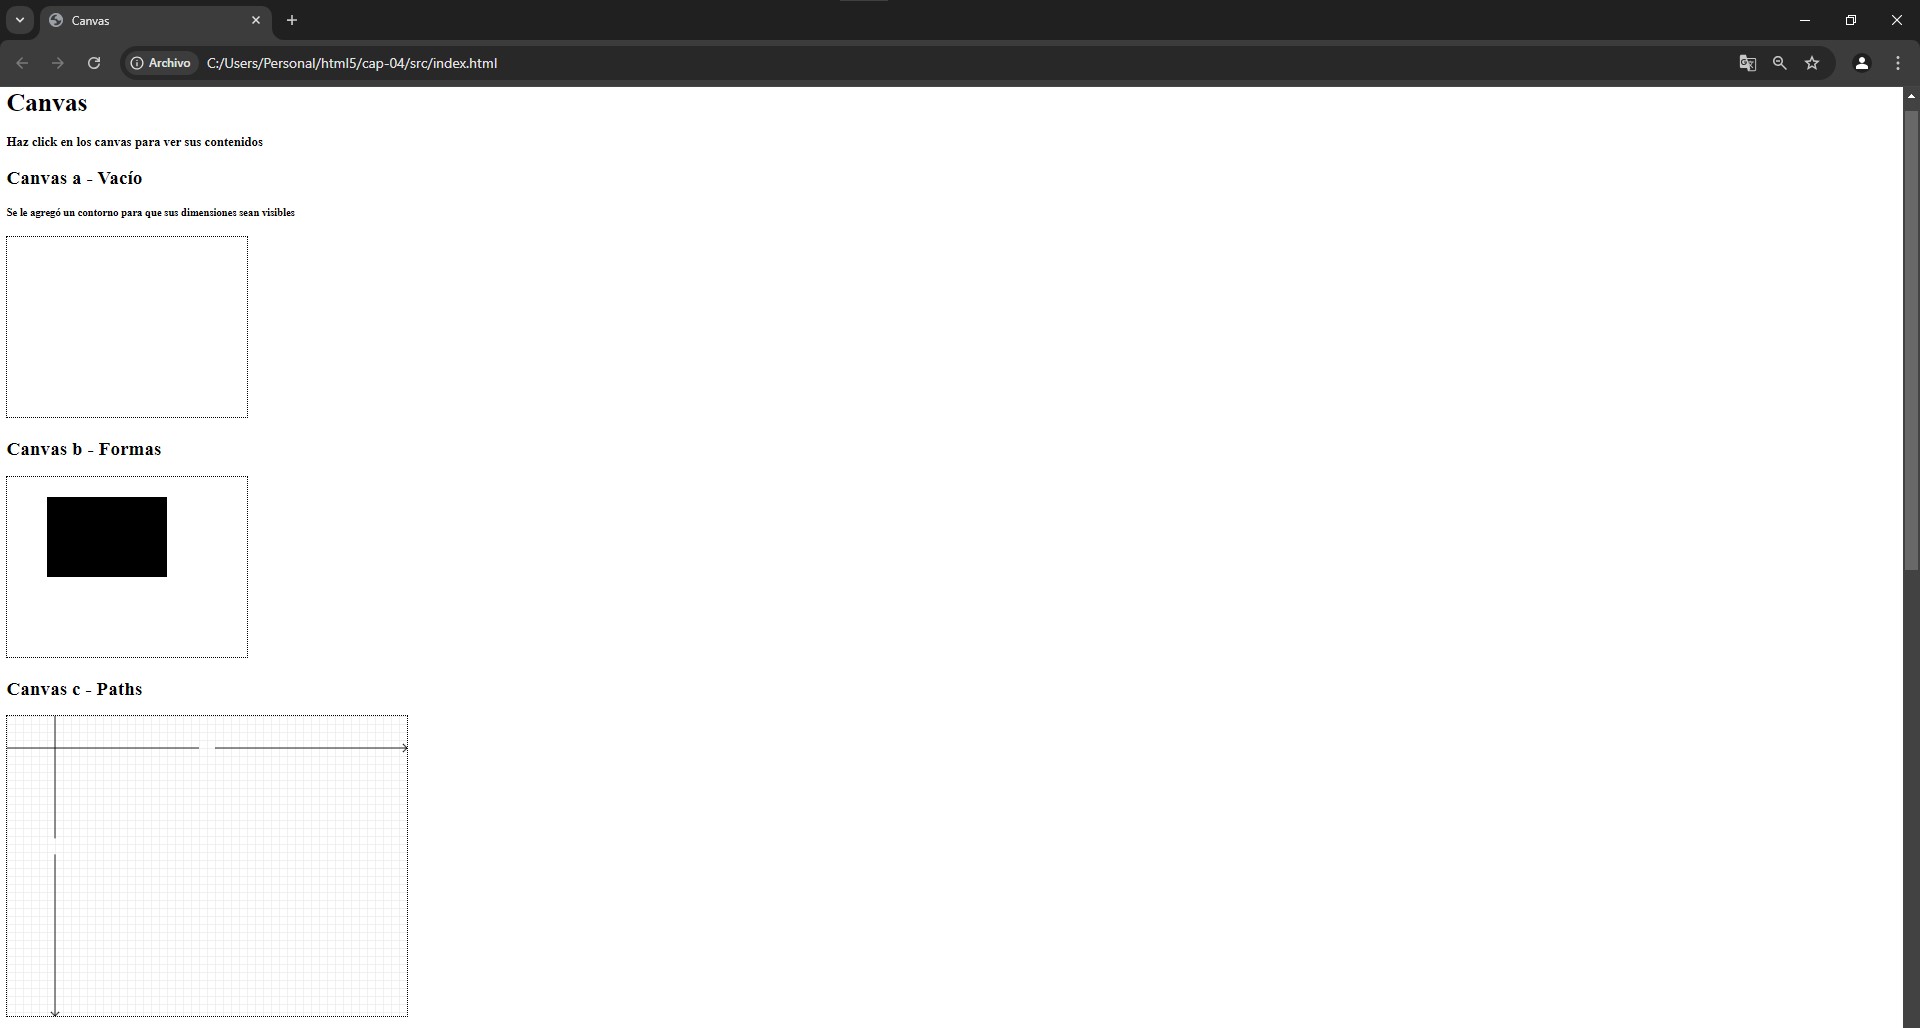 Canvas
Archivo
C:/Users/Personal/html5/cap-04/src/index.html
Canvas
Haz click en los canvas para ver sus contenidos
Canvas a - Vacío
Se le agregó un contorno para que sus dimensiones sean visibles
Canvas b - Formas
Canvas c - Paths